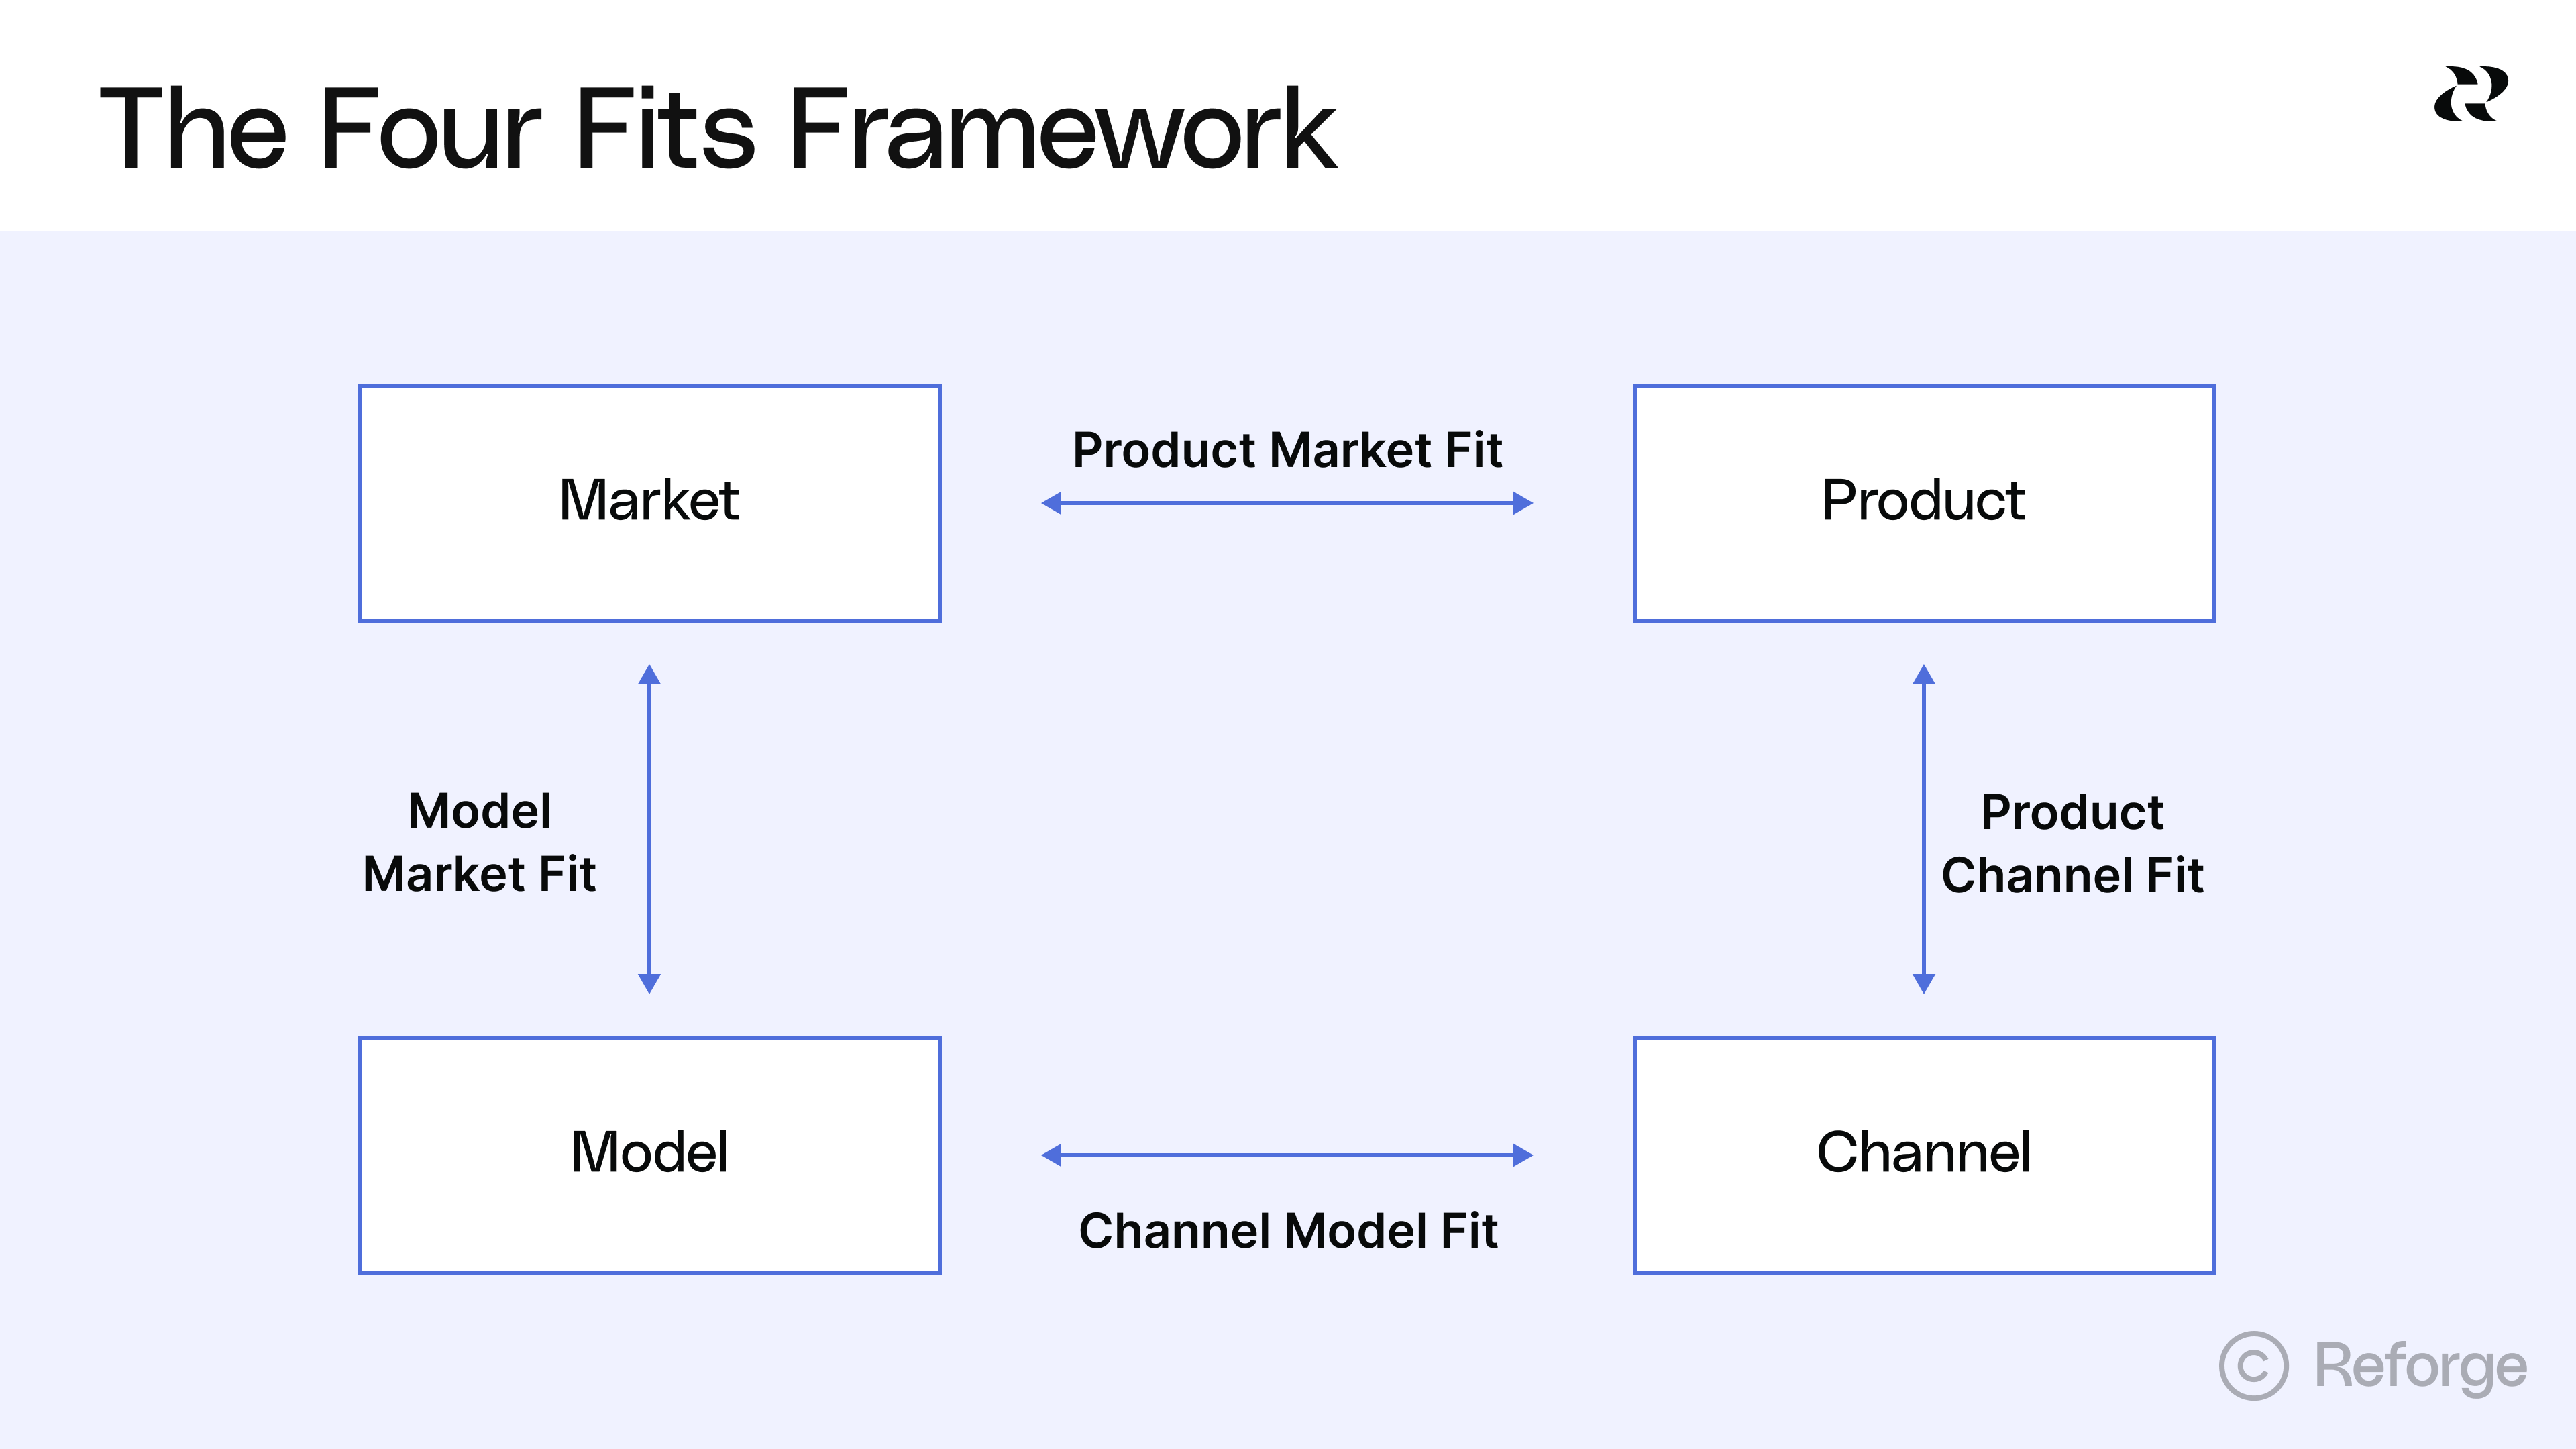 The Four Fits Framework
Market
Product Market Fit
Product
Model
Market Fit
Product
Channel Fit
Model
Channel Model Fit
Channel
© Reforge